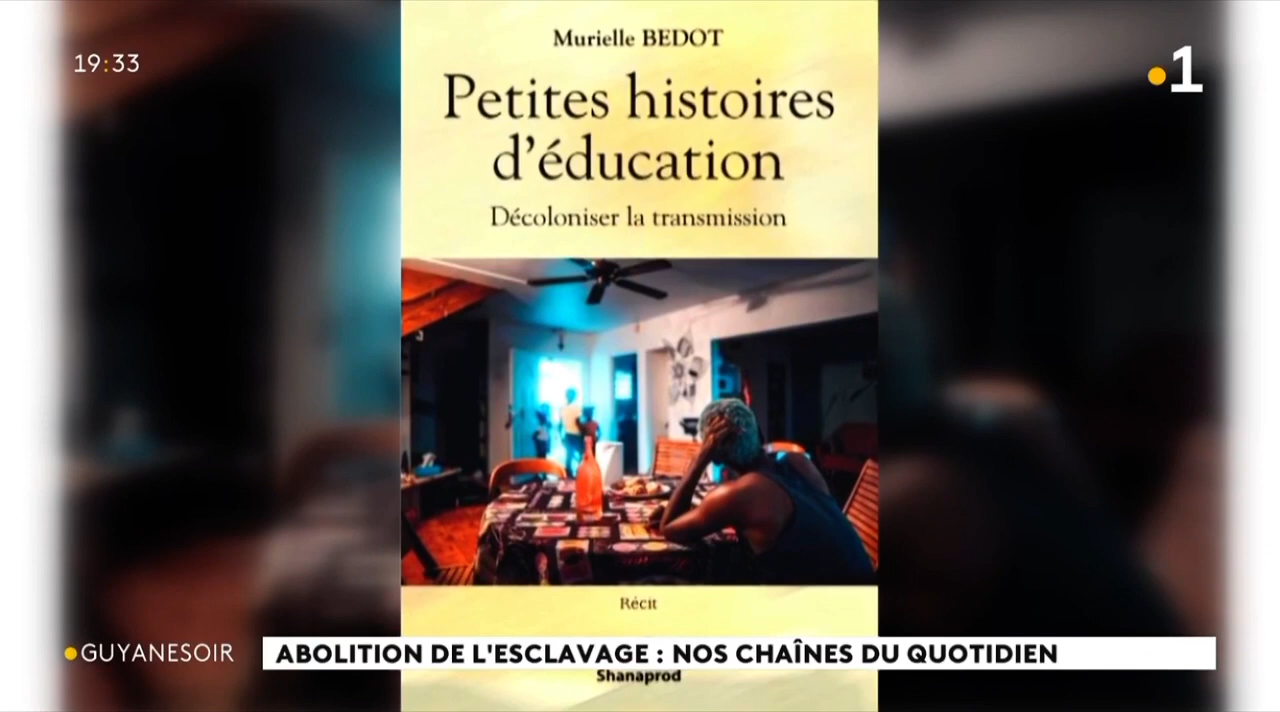 19:33
1
Murielle BEDOT
Petites histoires
d'éducation
Décoloniser la transmission
Récit
GUYANESOIR
ABOLITION DE L'ESCLAVAGE : NOS CHAÎNES DU QUOTIDIEN
Shanaprod